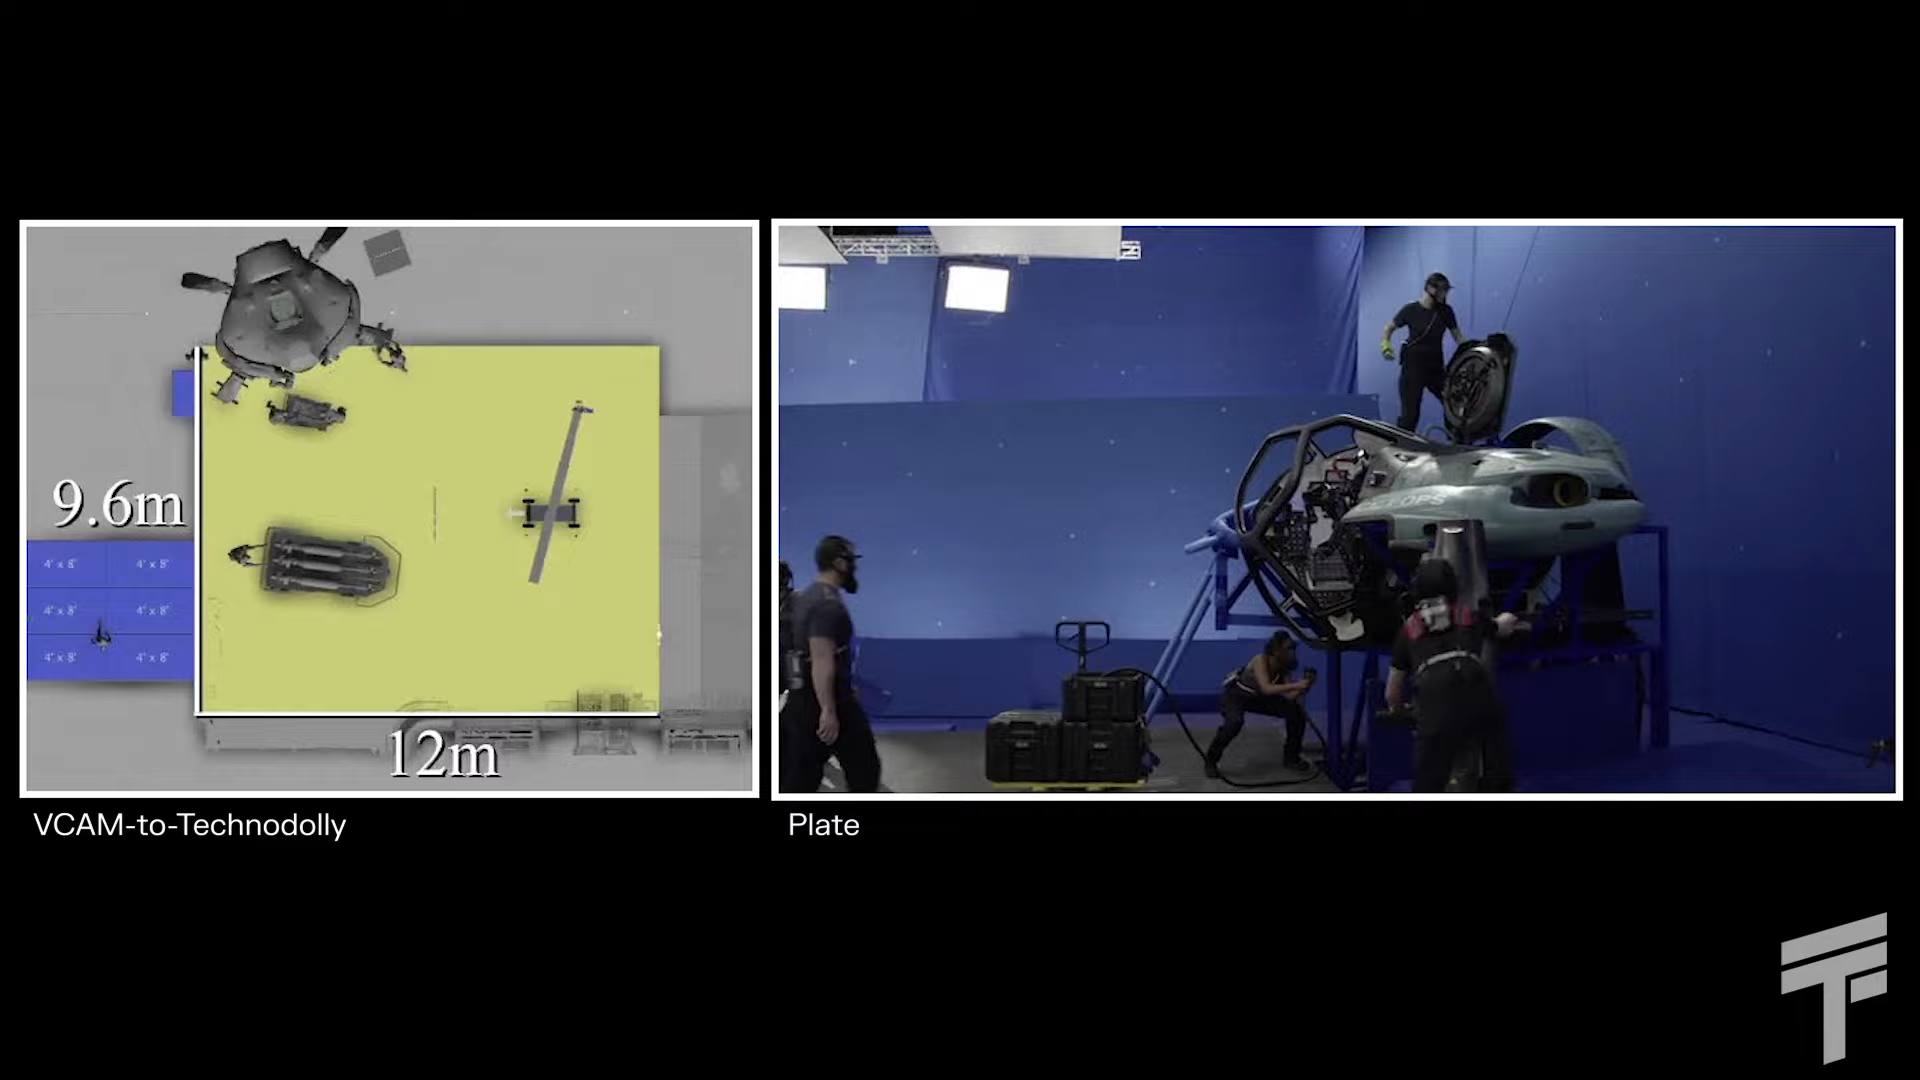 9.6m
4' x 8' 4' x 8'
4' x 8' 4' x 8'
4' x 8' 4' x 8'
12m
VCAM-to-Technodolly
Plate